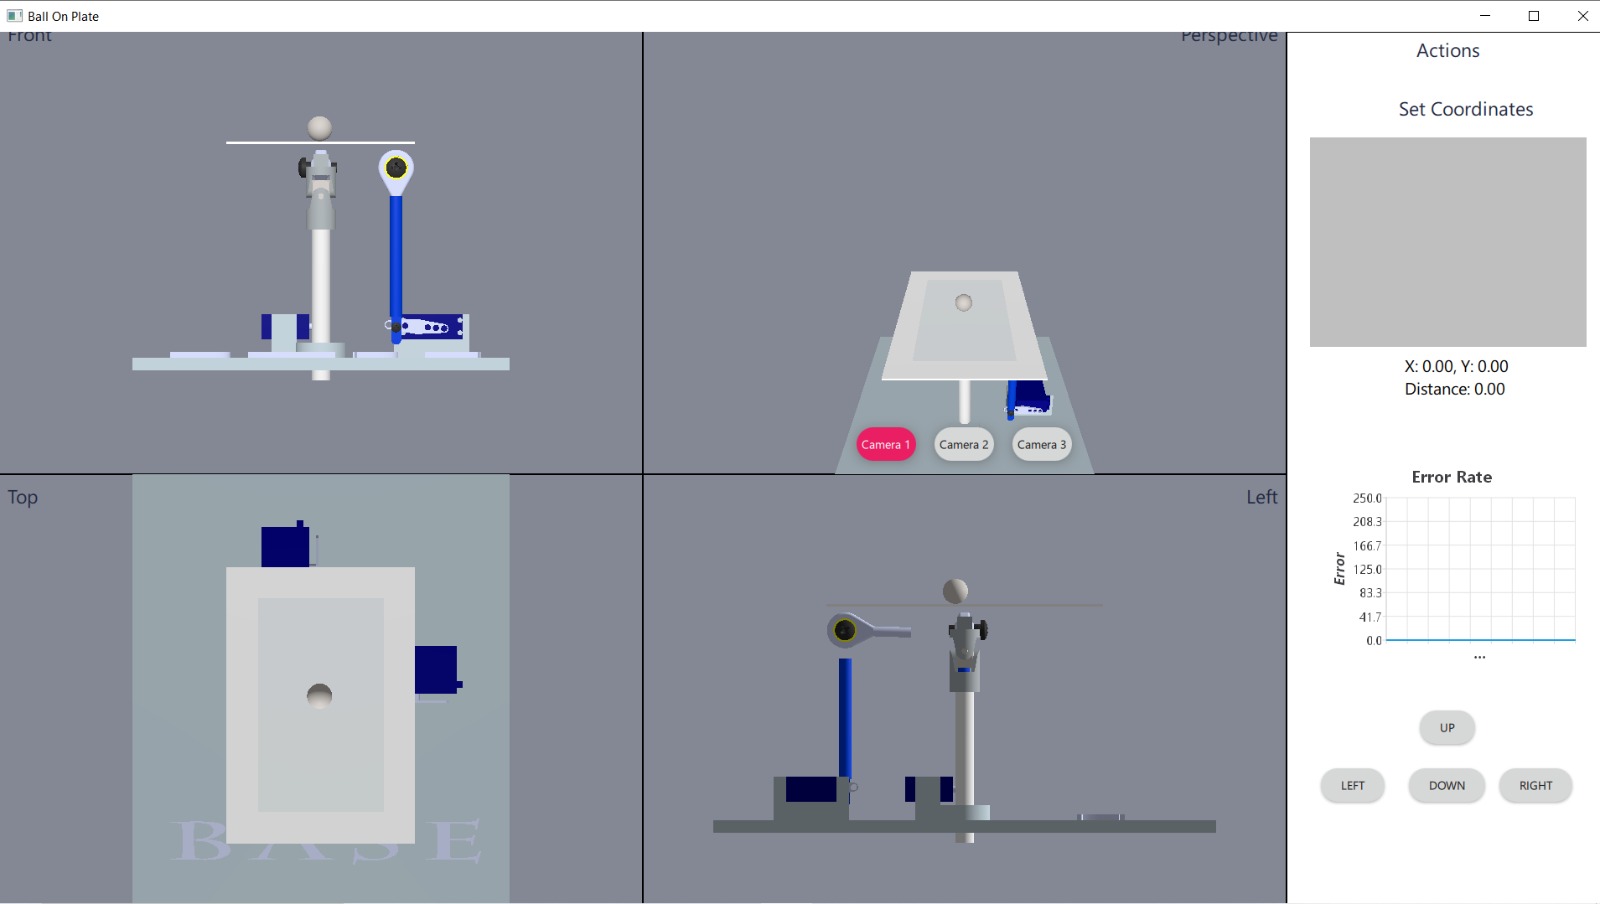 Ball On Plate
Front
Perspective
Camera 1
Camera 2
Camera 3
Top
BASE
Left
Actions
Set Coordinates
X: 0.00, Y: 0.00
Distance: 0.00
Error Rate
250.0
208.3
166.7
125.0
83.3
41.7
0.0
Error
...
UP
LEFT
DOWN
RIGHT